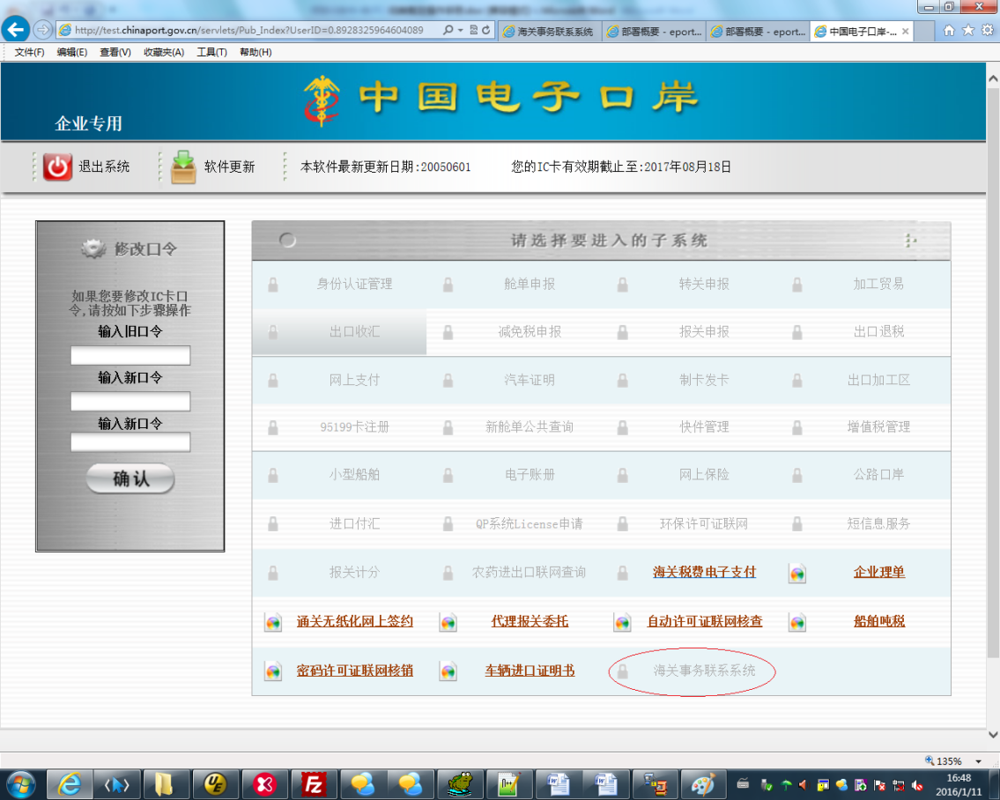 http://test.chinaport.gov.cn/servlets/Pub_Index?UserID=0.8928325964604089
海关事务联系系统
部署概要 - eport...
部署概要 - eport...
中国电子口岸-...
文件(F) 编辑(E) 查看(V) 收藏夹(A) 工具(T) 帮助(H)
中国电子口岸
企业专用
退出系统 软件更新 本软件最新更新日期:20050601 您的IC卡有效期截止至:2017年08月18日
修改口令
如果您要修改IC卡口
令,请按如下步骤操作
输入旧口令
输入新口令
输入新口令
确认
请选择要进入的子系统
身份认证管理 舱单申报 转关申报 加工贸易
出口收汇 减免税申报 报关申报 出口退税
网上支付 汽车证明 制卡发卡 出口加工区
95199卡注册 新舱单公共查询 快件管理 增值税管理
小型船舶 电子账册 网上保险 公路口岸
进口付汇 QP系统License申请 环保许可证联网 短信息服务
报关计分 农药进出口联网查询 海关税费电子支付 企业理单
通关无纸化网上签约 代理报关委托 自动许可证联网核查 船舶吨税
密码许可证联网核销 车辆进口证明书 海关事务联系系统
135%
16:48
2016/1/11